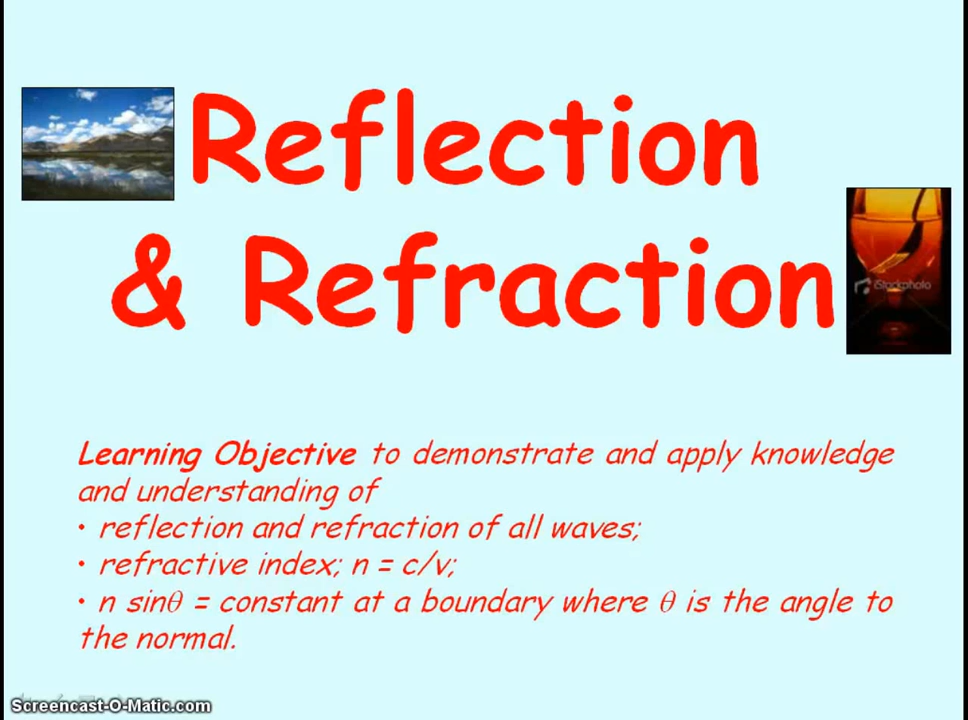 Reflection
& Refraction
iStockphoto
Learning Objective to demonstrate and apply knowledge
and understanding of
• reflection and refraction of all waves;
• refractive index; n = c/v;
• n sinθ = constant at a boundary where θ is the angle to
the normal.
Screencast-O-Matic.com